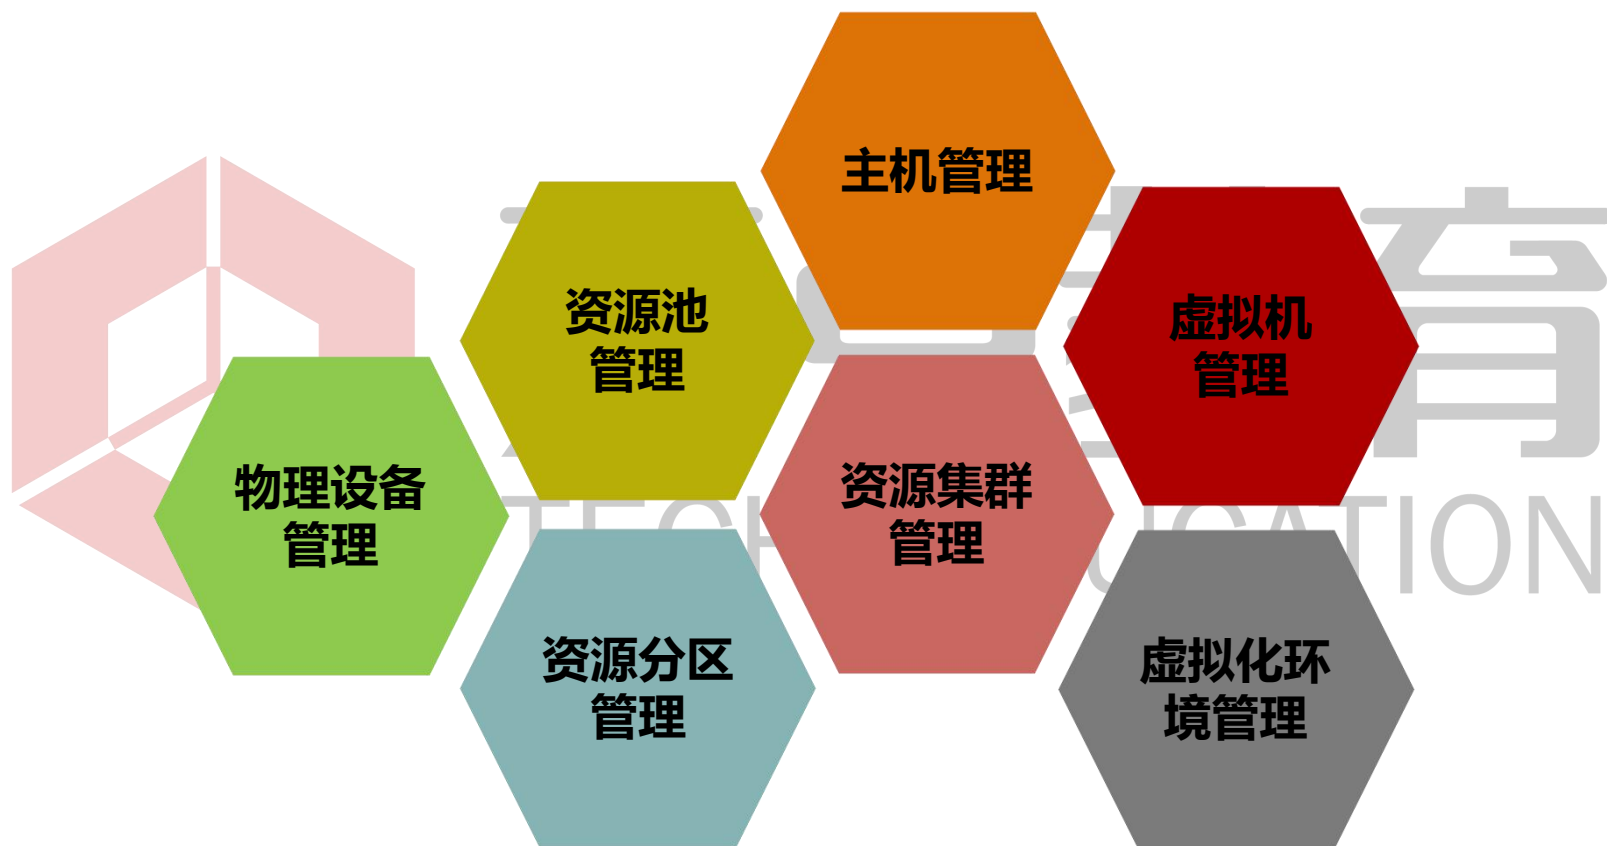 主机管理
资源池
管理
虚拟机
管理
物理设备
管理
资源集群
管理
资源分区
管理
虚拟化环
境管理
育